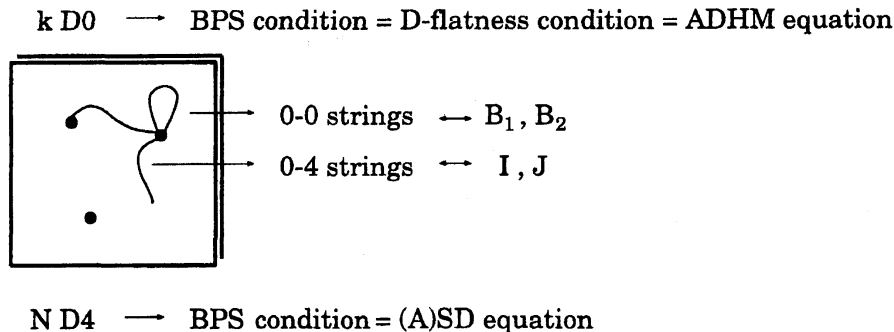 k D0 ⟶ BPS condition = D-flatness condition = ADHM equation
0-0 strings ↔ B₁, B₂
0-4 strings ↔ I, J
N D4 ⟶ BPS condition = (A)SD equation